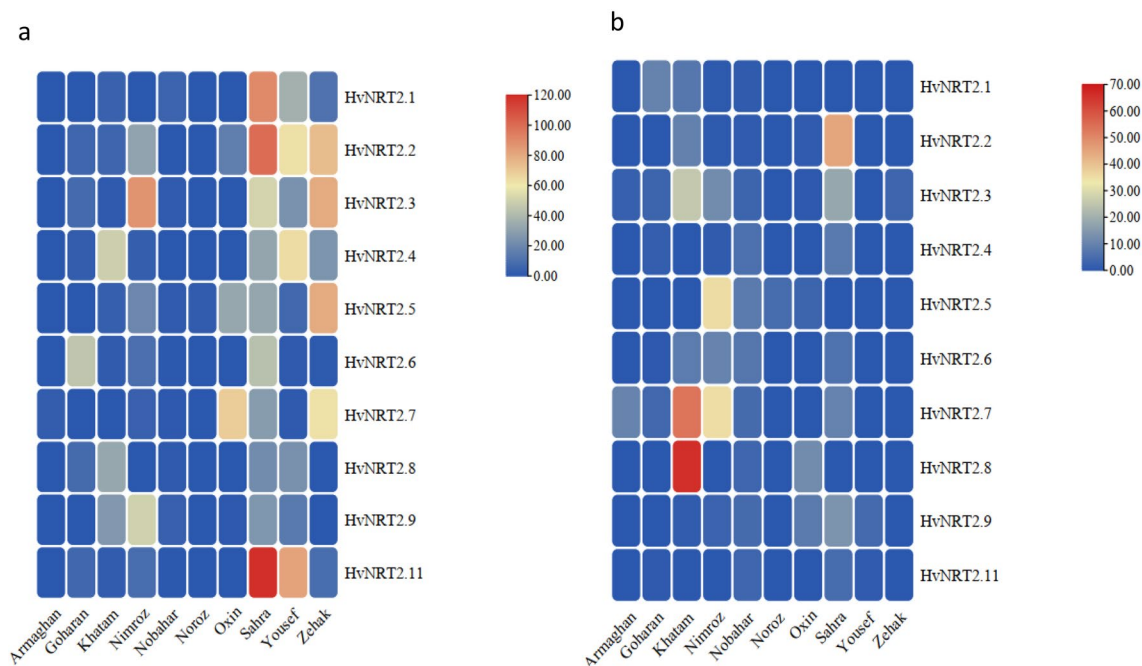 a
HvNRT2.1
HvNRT2.2
HvNRT2.3
HvNRT2.4
HvNRT2.5
HvNRT2.6
HvNRT2.7
HvNRT2.8
HvNRT2.9
HvNRT2.11
Armaghan
Goharan
Khatam
Nimroz
Nobahar
Noroz
Oxin
Sahra
Yousef
Zehak
120.00
100.00
80.00
60.00
40.00
20.00
0.00
b
HvNRT2.1
HvNRT2.2
HvNRT2.3
HvNRT2.4
HvNRT2.5
HvNRT2.6
HvNRT2.7
HvNRT2.8
HvNRT2.9
HvNRT2.11
Armaghan
Goharan
Khatam
Nimroz
Nobahar
Noroz
Oxin
Sahra
Yousef
Zehak
70.00
60.00
50.00
40.00
30.00
20.00
10.00
0.00